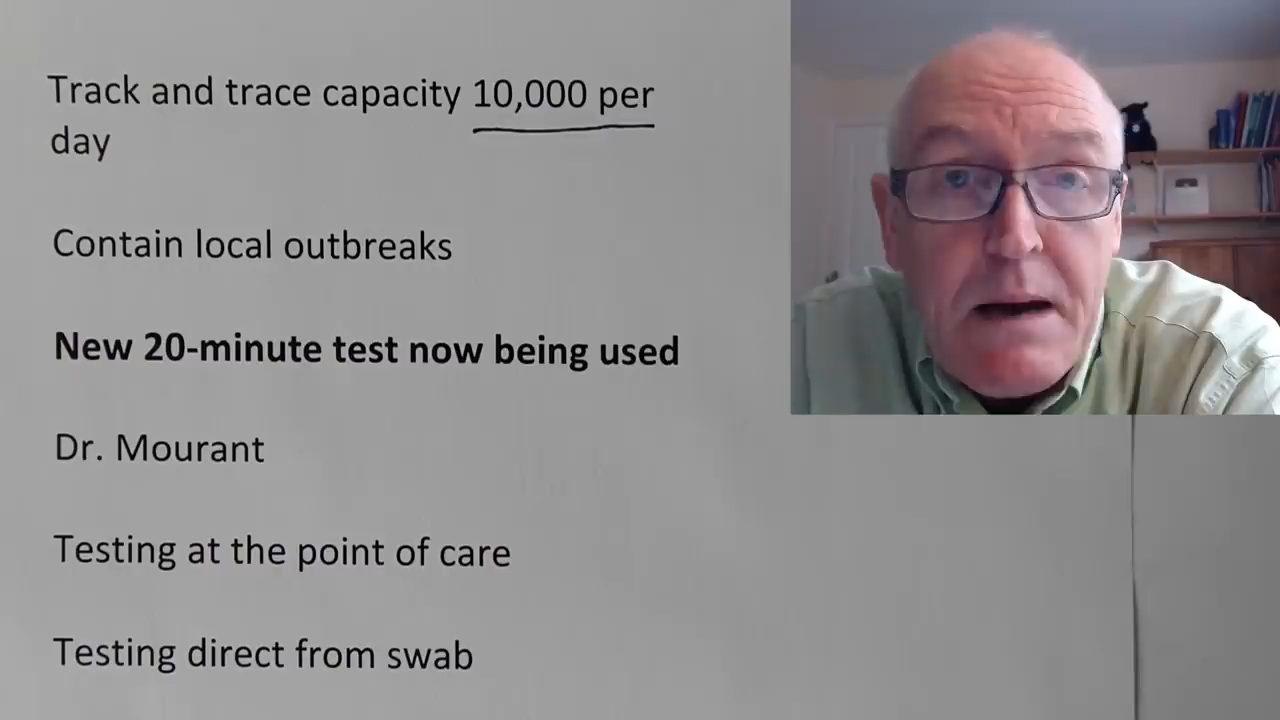 Track and trace capacity 10,000 per
day
Contain local outbreaks
New 20-minute test now being used
Dr. Mourant
Testing at the point of care
Testing direct from swab